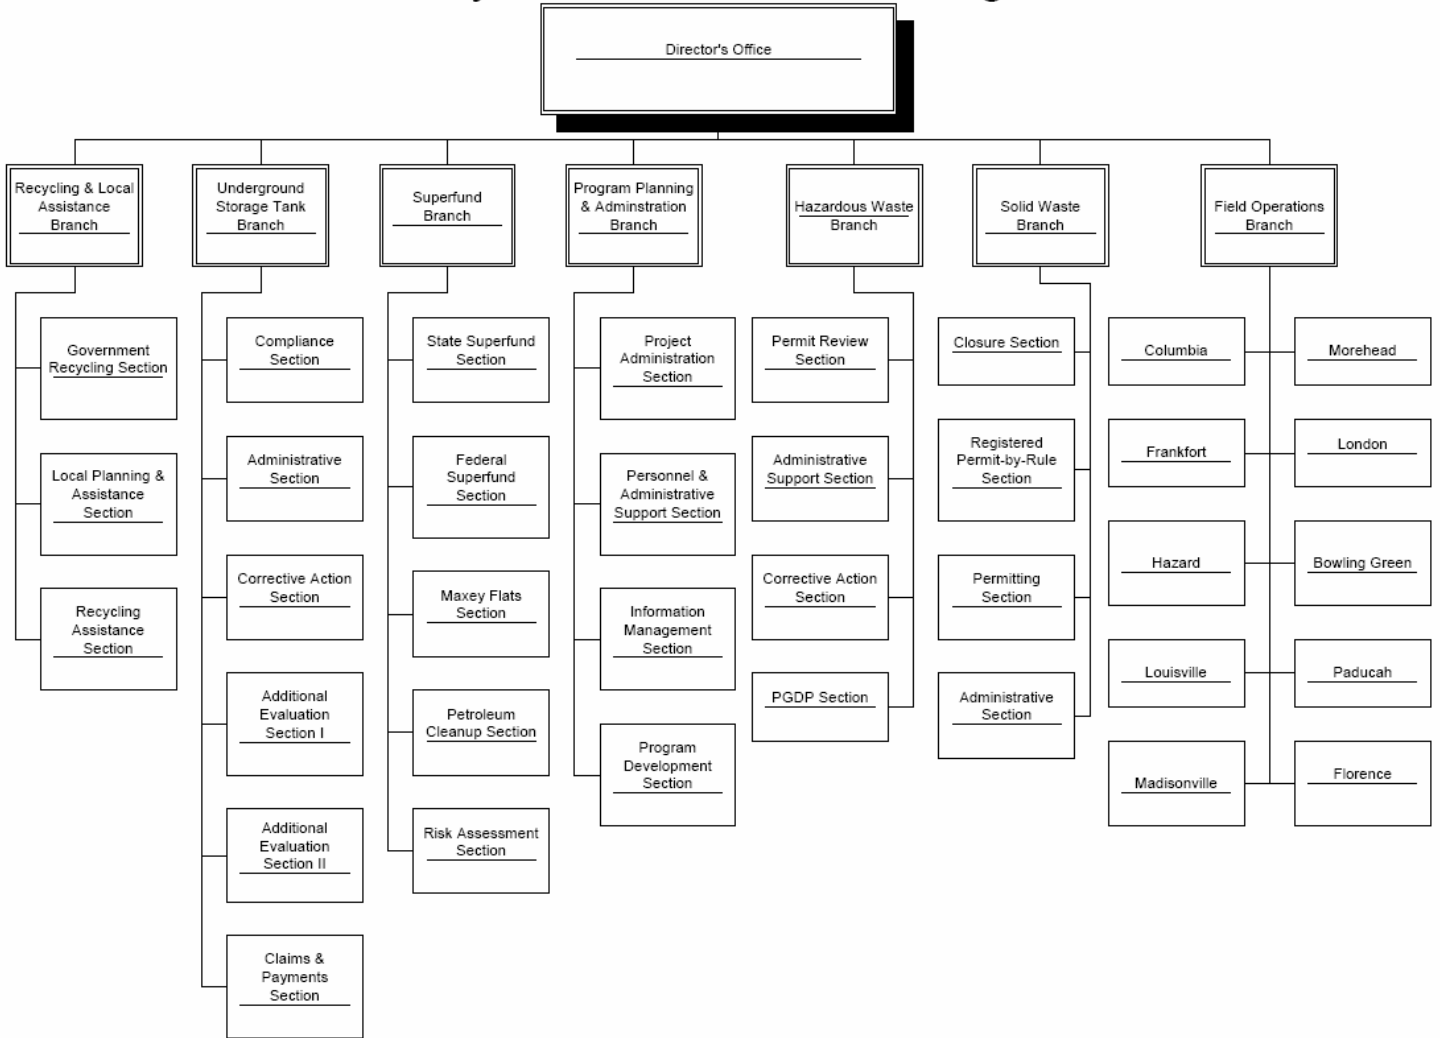 Director's Office
Recycling & Local
Assistance
Branch
Underground
Storage Tank
Branch
Superfund
Branch
Program Planning
& Adminstration
Branch
Hazardous Waste
Branch
Solid Waste
Branch
Field Operations
Branch
Government
Recycling Section
Local Planning &
Assistance
Section
Recycling
Assistance
Section
Compliance
Section
Administrative
Section
Corrective Action
Section
Additional
Evaluation
Section I
Additional
Evaluation
Section II
Claims &
Payments
Section
State Superfund
Section
Federal
Superfund
Section
Maxey Flats
Section
Petroleum
Cleanup Section
Risk Assessment
Section
Project
Administration
Section
Personnel &
Administrative
Support Section
Information
Management
Section
Program
Development
Section
Permit Review
Section
Administrative
Support Section
Corrective Action
Section
PGDP Section
Closure Section
Registered
Permit-by-Rule
Section
Permitting
Section
Administrative
Section
Columbia
Frankfort
Hazard
Louisville
Madisonville
Morehead
London
Bowling Green
Paducah
Florence